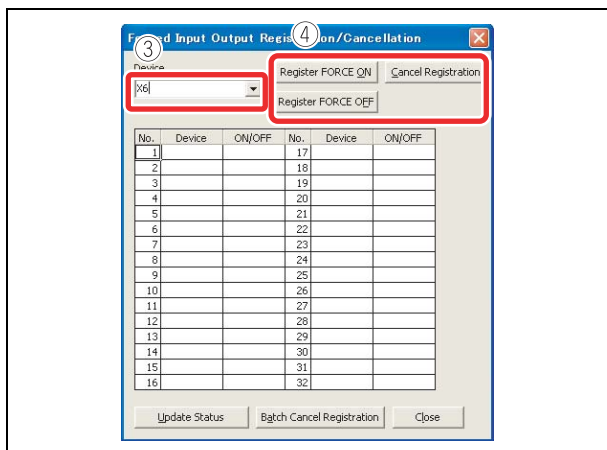 Forced Input Output Registration/Cancellation
③
④
Device
X6
Register FORCE ON
Cancel Registration
Register FORCE OFF
No. Device ON/OFF No. Device ON/OFF
1 17
2 18
3 19
4 20
5 21
6 22
7 23
8 24
9 25
10 26
11 27
12 28
13 29
14 30
15 31
16 32
Update Status Batch Cancel Registration Close